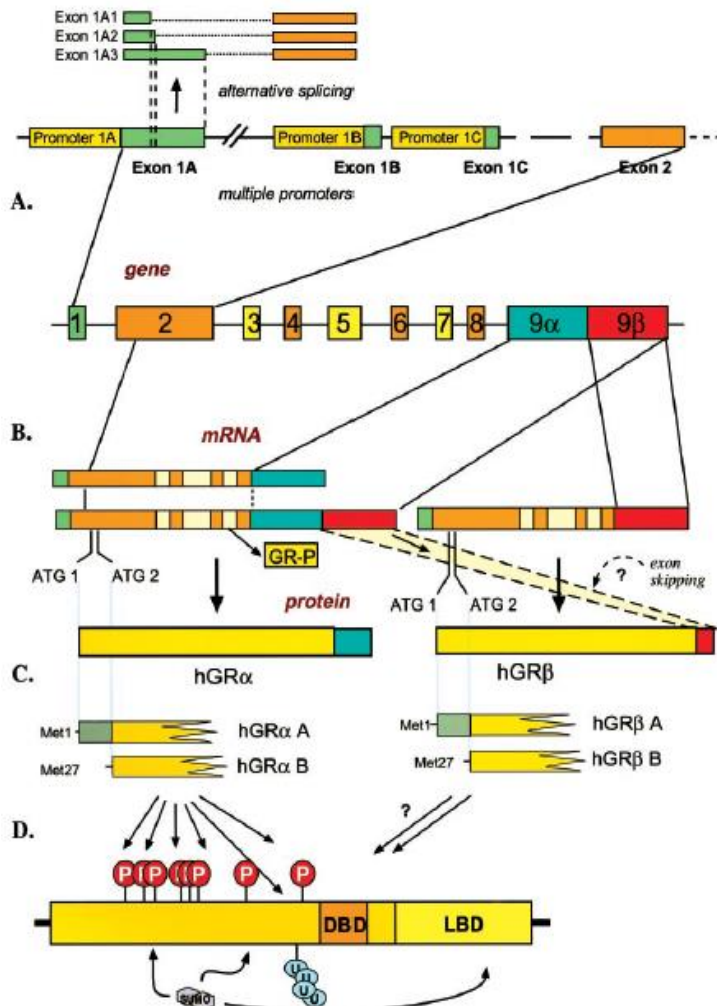 Exon 1A1
Exon 1A2
Exon 1A3
alternative splicing
Promoter 1A
Promoter 1B
Promoter 1C
Exon 1A
Exon 1B
Exon 1C
Exon 2
multiple promoters
A.
gene
1
2
3
4
5
6
7
8
9α
9β
B.
mRNA
GR-P
?
exon
skipping
ATG 1
ATG 2
ATG 1
ATG 2
protein
hGRα
hGRβ
C.
Met1
hGRα A
Met1
hGRβ A
Met27
hGRα B
Met27
hGRβ B
D.
?
P
P
P
P
P
P
DBD
LBD
U
U
U
U
SUMO